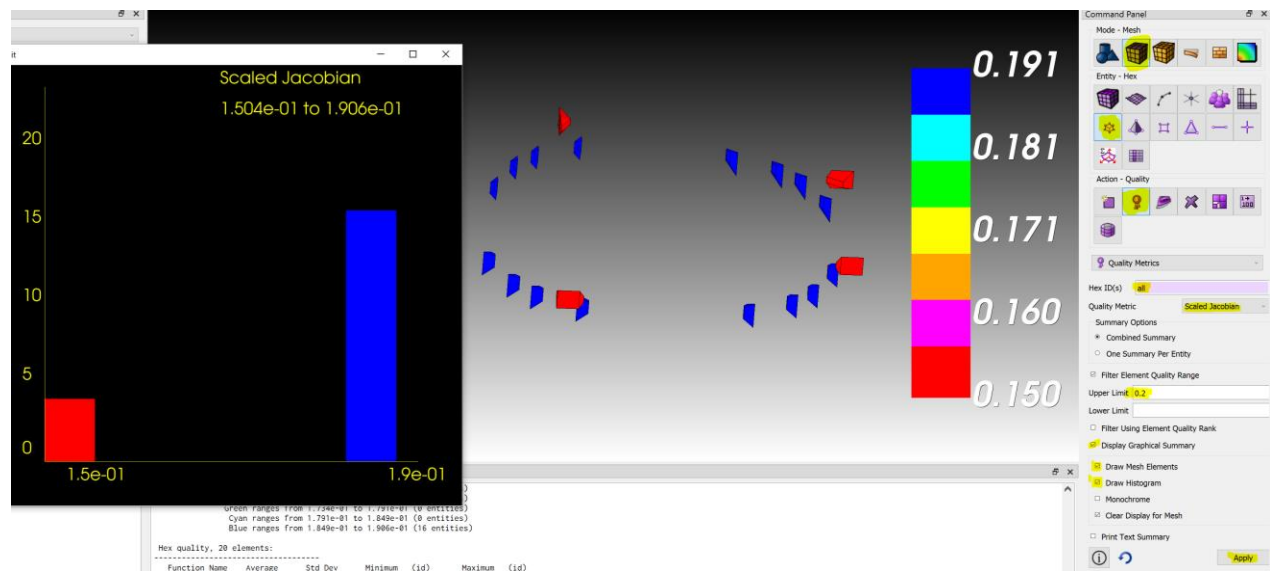 it
Scaled Jacobian
1.504e-01 to 1.906e-01
20
15
10
5
0
1.5e-01
1.9e-01
0.191
0.181
0.171
0.160
0.150
Green ranges from 1.734e-01 to 1.791e-01 (0 entities)
Cyan ranges from 1.791e-01 to 1.849e-01 (0 entities)
Blue ranges from 1.849e-01 to 1.906e-01 (16 entities)
Hex quality, 20 elements:
Function Name Average Std Dev Minimum (id) Maximum (id)
Command Panel
Mode - Mesh
Entity - Hex
Action - Quality
Quality Metrics
Hex ID(s) all
Quality Metric Scaled Jacobian
Summary Options
Combined Summary
One Summary Per Entity
Filter Element Quality Range
Upper Limit 0.2
Lower Limit
Filter Using Element Quality Rank
Display Graphical Summary
Draw Mesh Elements
Draw Histogram
Monochrome
Clear Display for Mesh
Print Text Summary
Apply